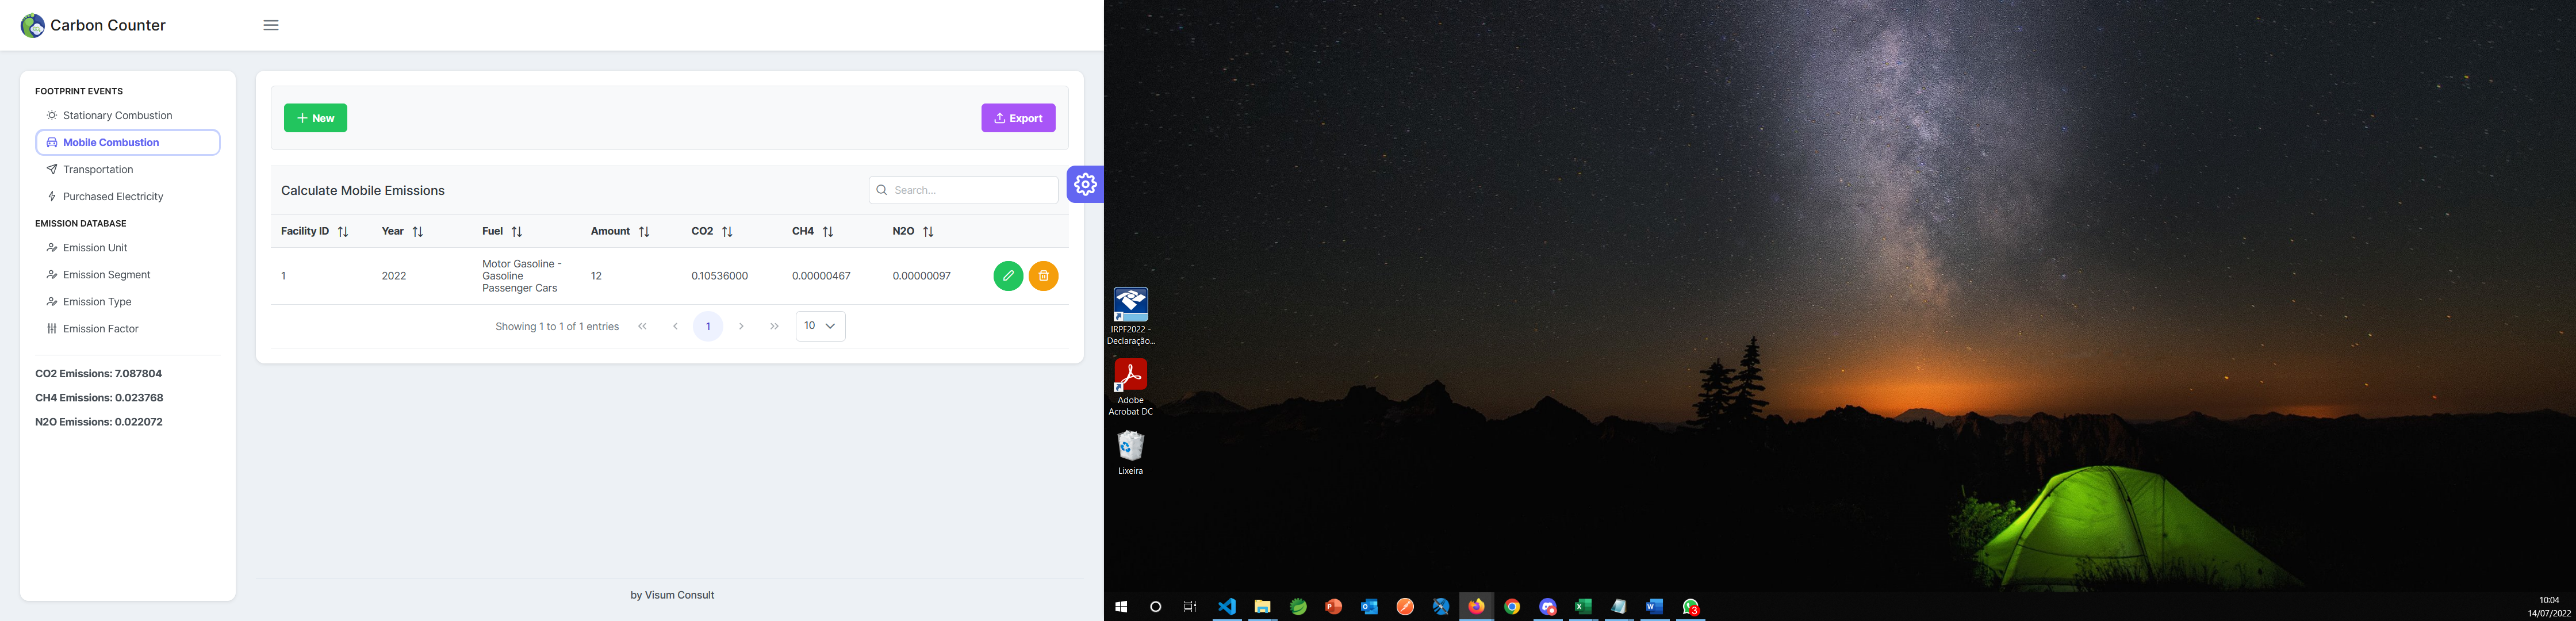 Carbon Counter
FOOTPRINT EVENTS
Stationary Combustion
Mobile Combustion
Transportation
Purchased Electricity
EMISSION DATABASE
Emission Unit
Emission Segment
Emission Type
Emission Factor
CO2 Emissions: 7.087804
CH4 Emissions: 0.023768
N2O Emissions: 0.022072
New
Export
Calculate Mobile Emissions
Search...
Facility ID Year Fuel Amount CO2 CH4 N2O
1 2022 Motor Gasoline - 12 0.10536000 0.00000467 0.00000097
Gasoline
Passenger Cars
Showing 1 to 1 of 1 entries « ‹ 1 › » 10
by Visum Consult
IRPF2022 -
Declaração...
Adobe
Acrobat DC
Lixeira
3
10:04
14/07/2022